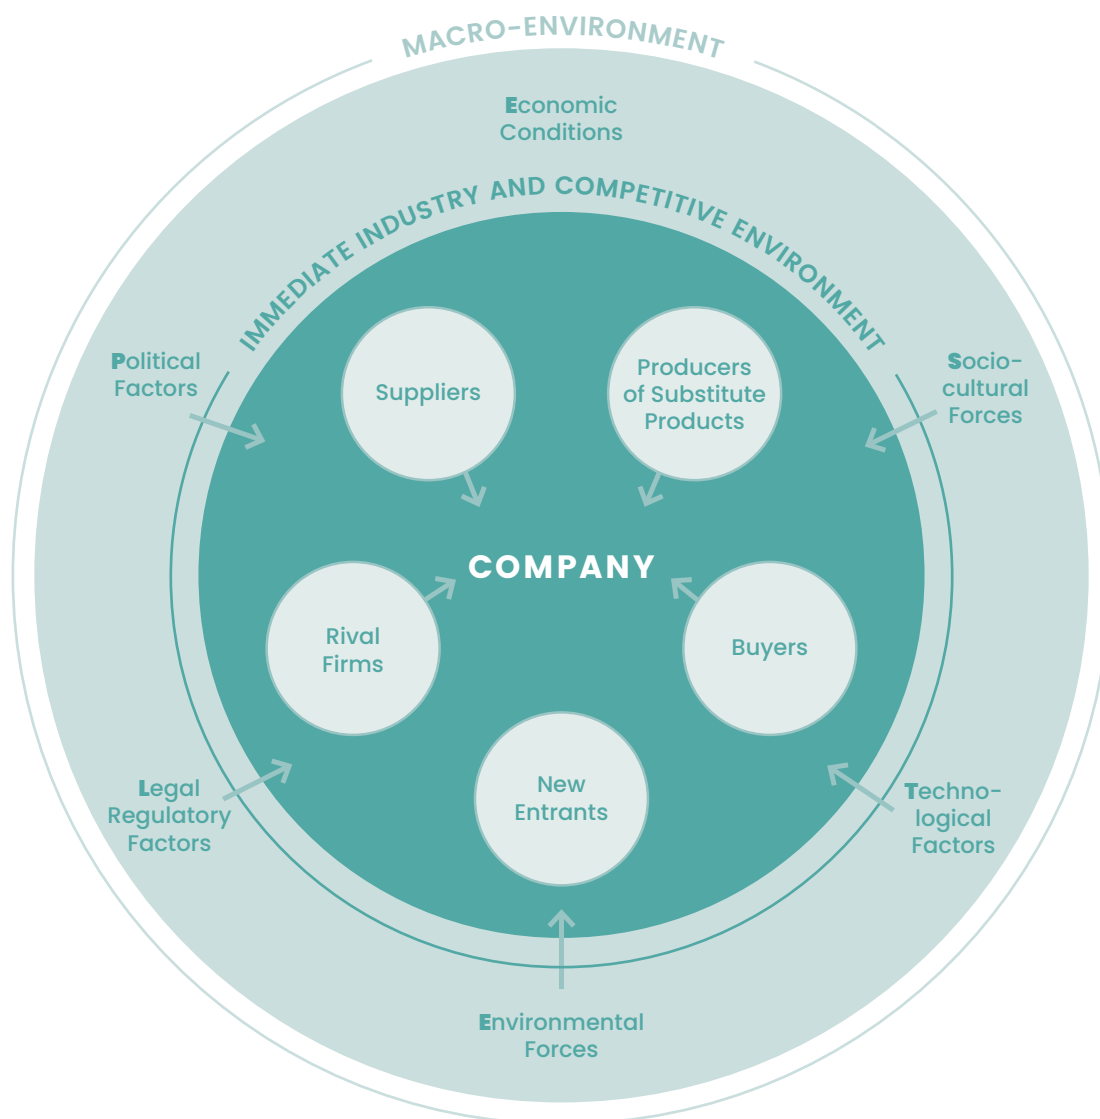 MACRO-ENVIRONMENT
Economic
Conditions
IMMEDIATE INDUSTRY AND COMPETITIVE ENVIRONMENT
Political
Factors
Suppliers
Producers
of Substitute
Products
Socio-
cultural
Forces
COMPANY
Rival
Firms
Buyers
New
Entrants
Legal
Regulatory
Factors
Techno-
logical
Factors
Environmental
Forces